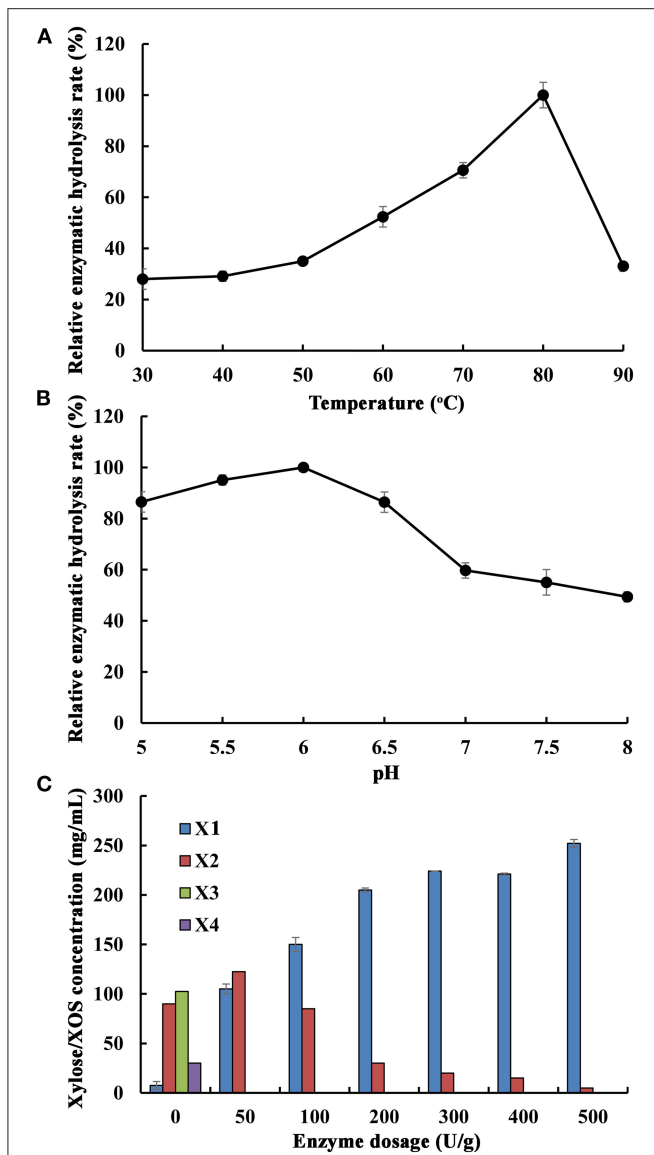 A
Relative enzymatic hydrolysis rate (%)
120
100
80
60
40
20
0
30 40 50 60 70 80 90
Temperature (°C)
B
Relative enzymatic hydrolysis rate (%)
120
100
80
60
40
20
0
5 5.5 6 6.5 7 7.5 8
pH
C
Xylose/XOS concentration (mg/mL)
300
250
200
150
100
50
0
X1
X2
X3
X4
0 50 100 200 300 400 500
Enzyme dosage (U/g)